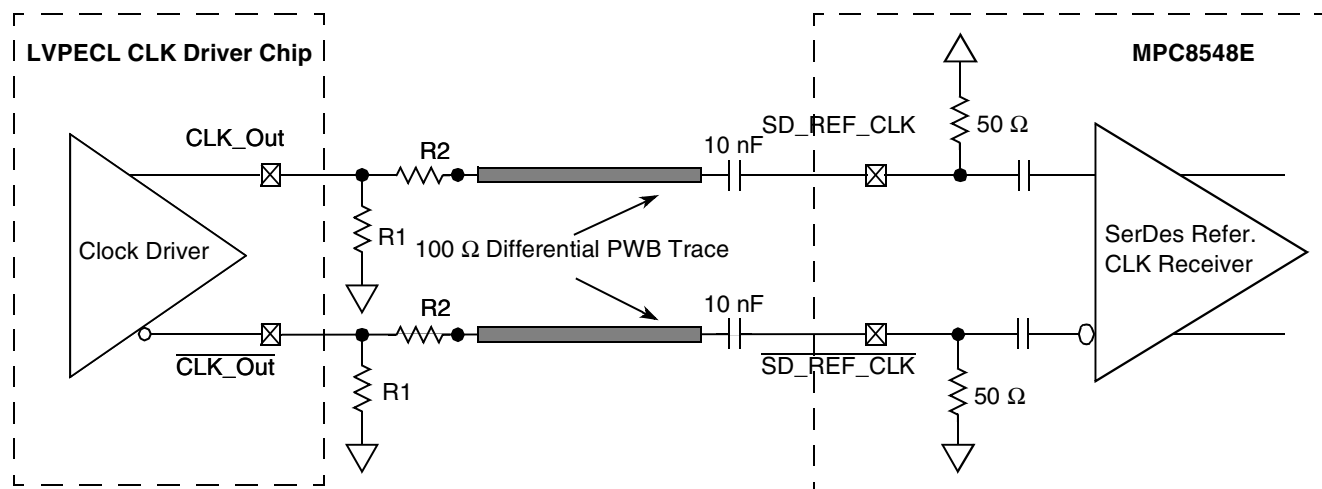 LVPECL CLK Driver Chip
MPC8548E
CLK_Out
R2
10 nF
SD_REF_CLK
50 Ω
Clock Driver
R1
100 Ω Differential PWB Trace
SerDes Refer.
CLK Receiver
R2
10 nF
CLK_Out
SD_REF_CLK
R1
50 Ω